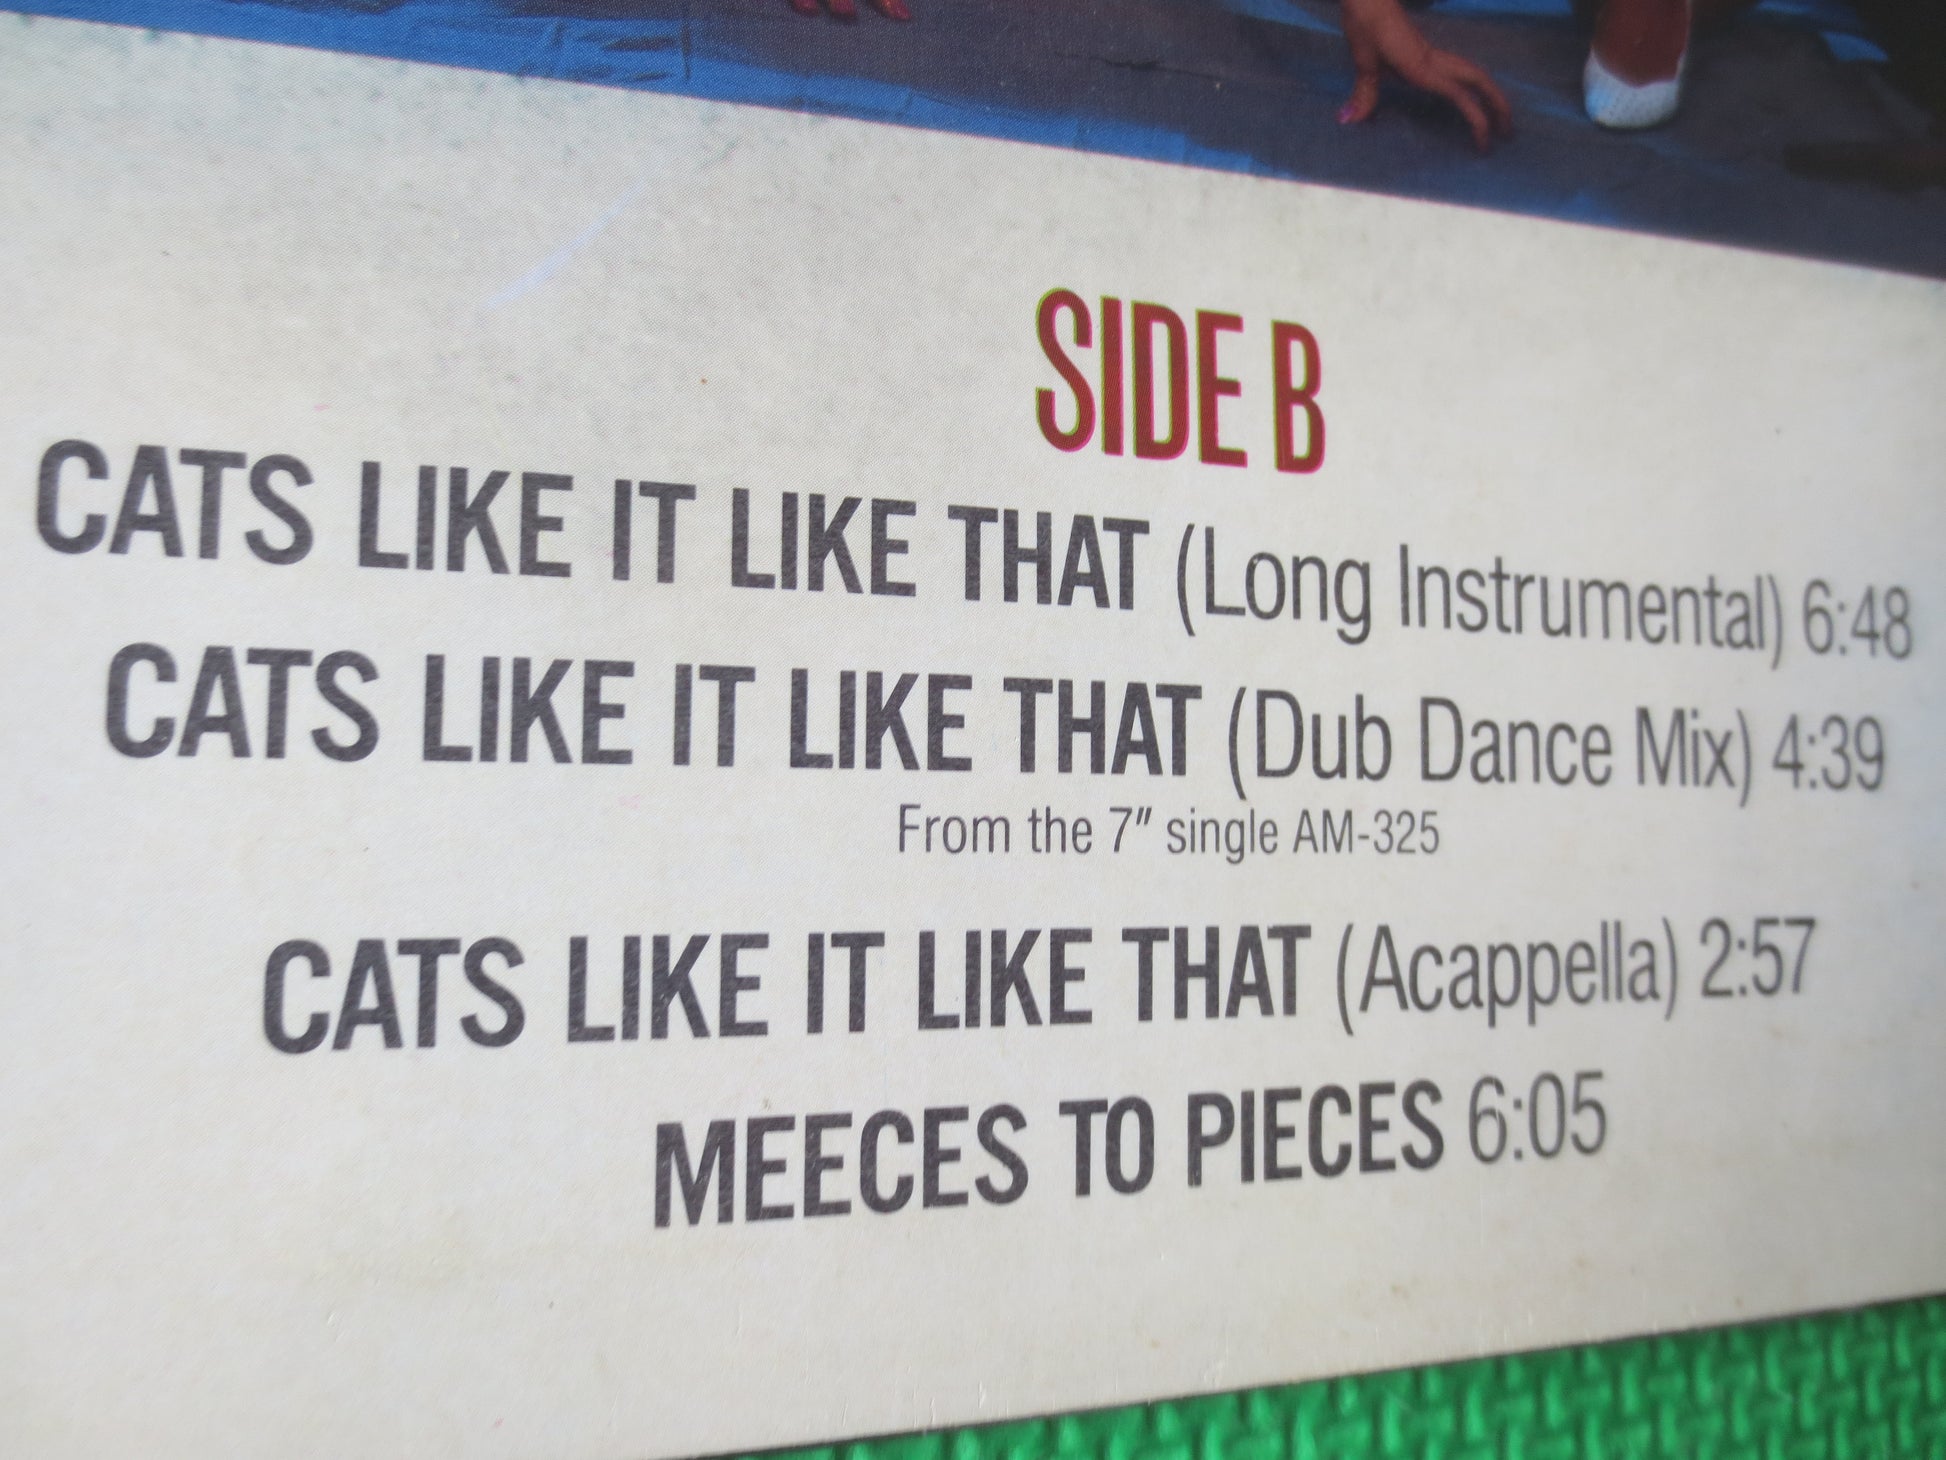 SIDE B
CATS LIKE IT LIKE THAT (Long Instrumental) 6:48
CATS LIKE IT LIKE THAT (Dub Dance Mix) 4:39
From the 7" single AM-325
CATS LIKE IT LIKE THAT (Acappella) 2:57
MEECES TO PIECES 6:05